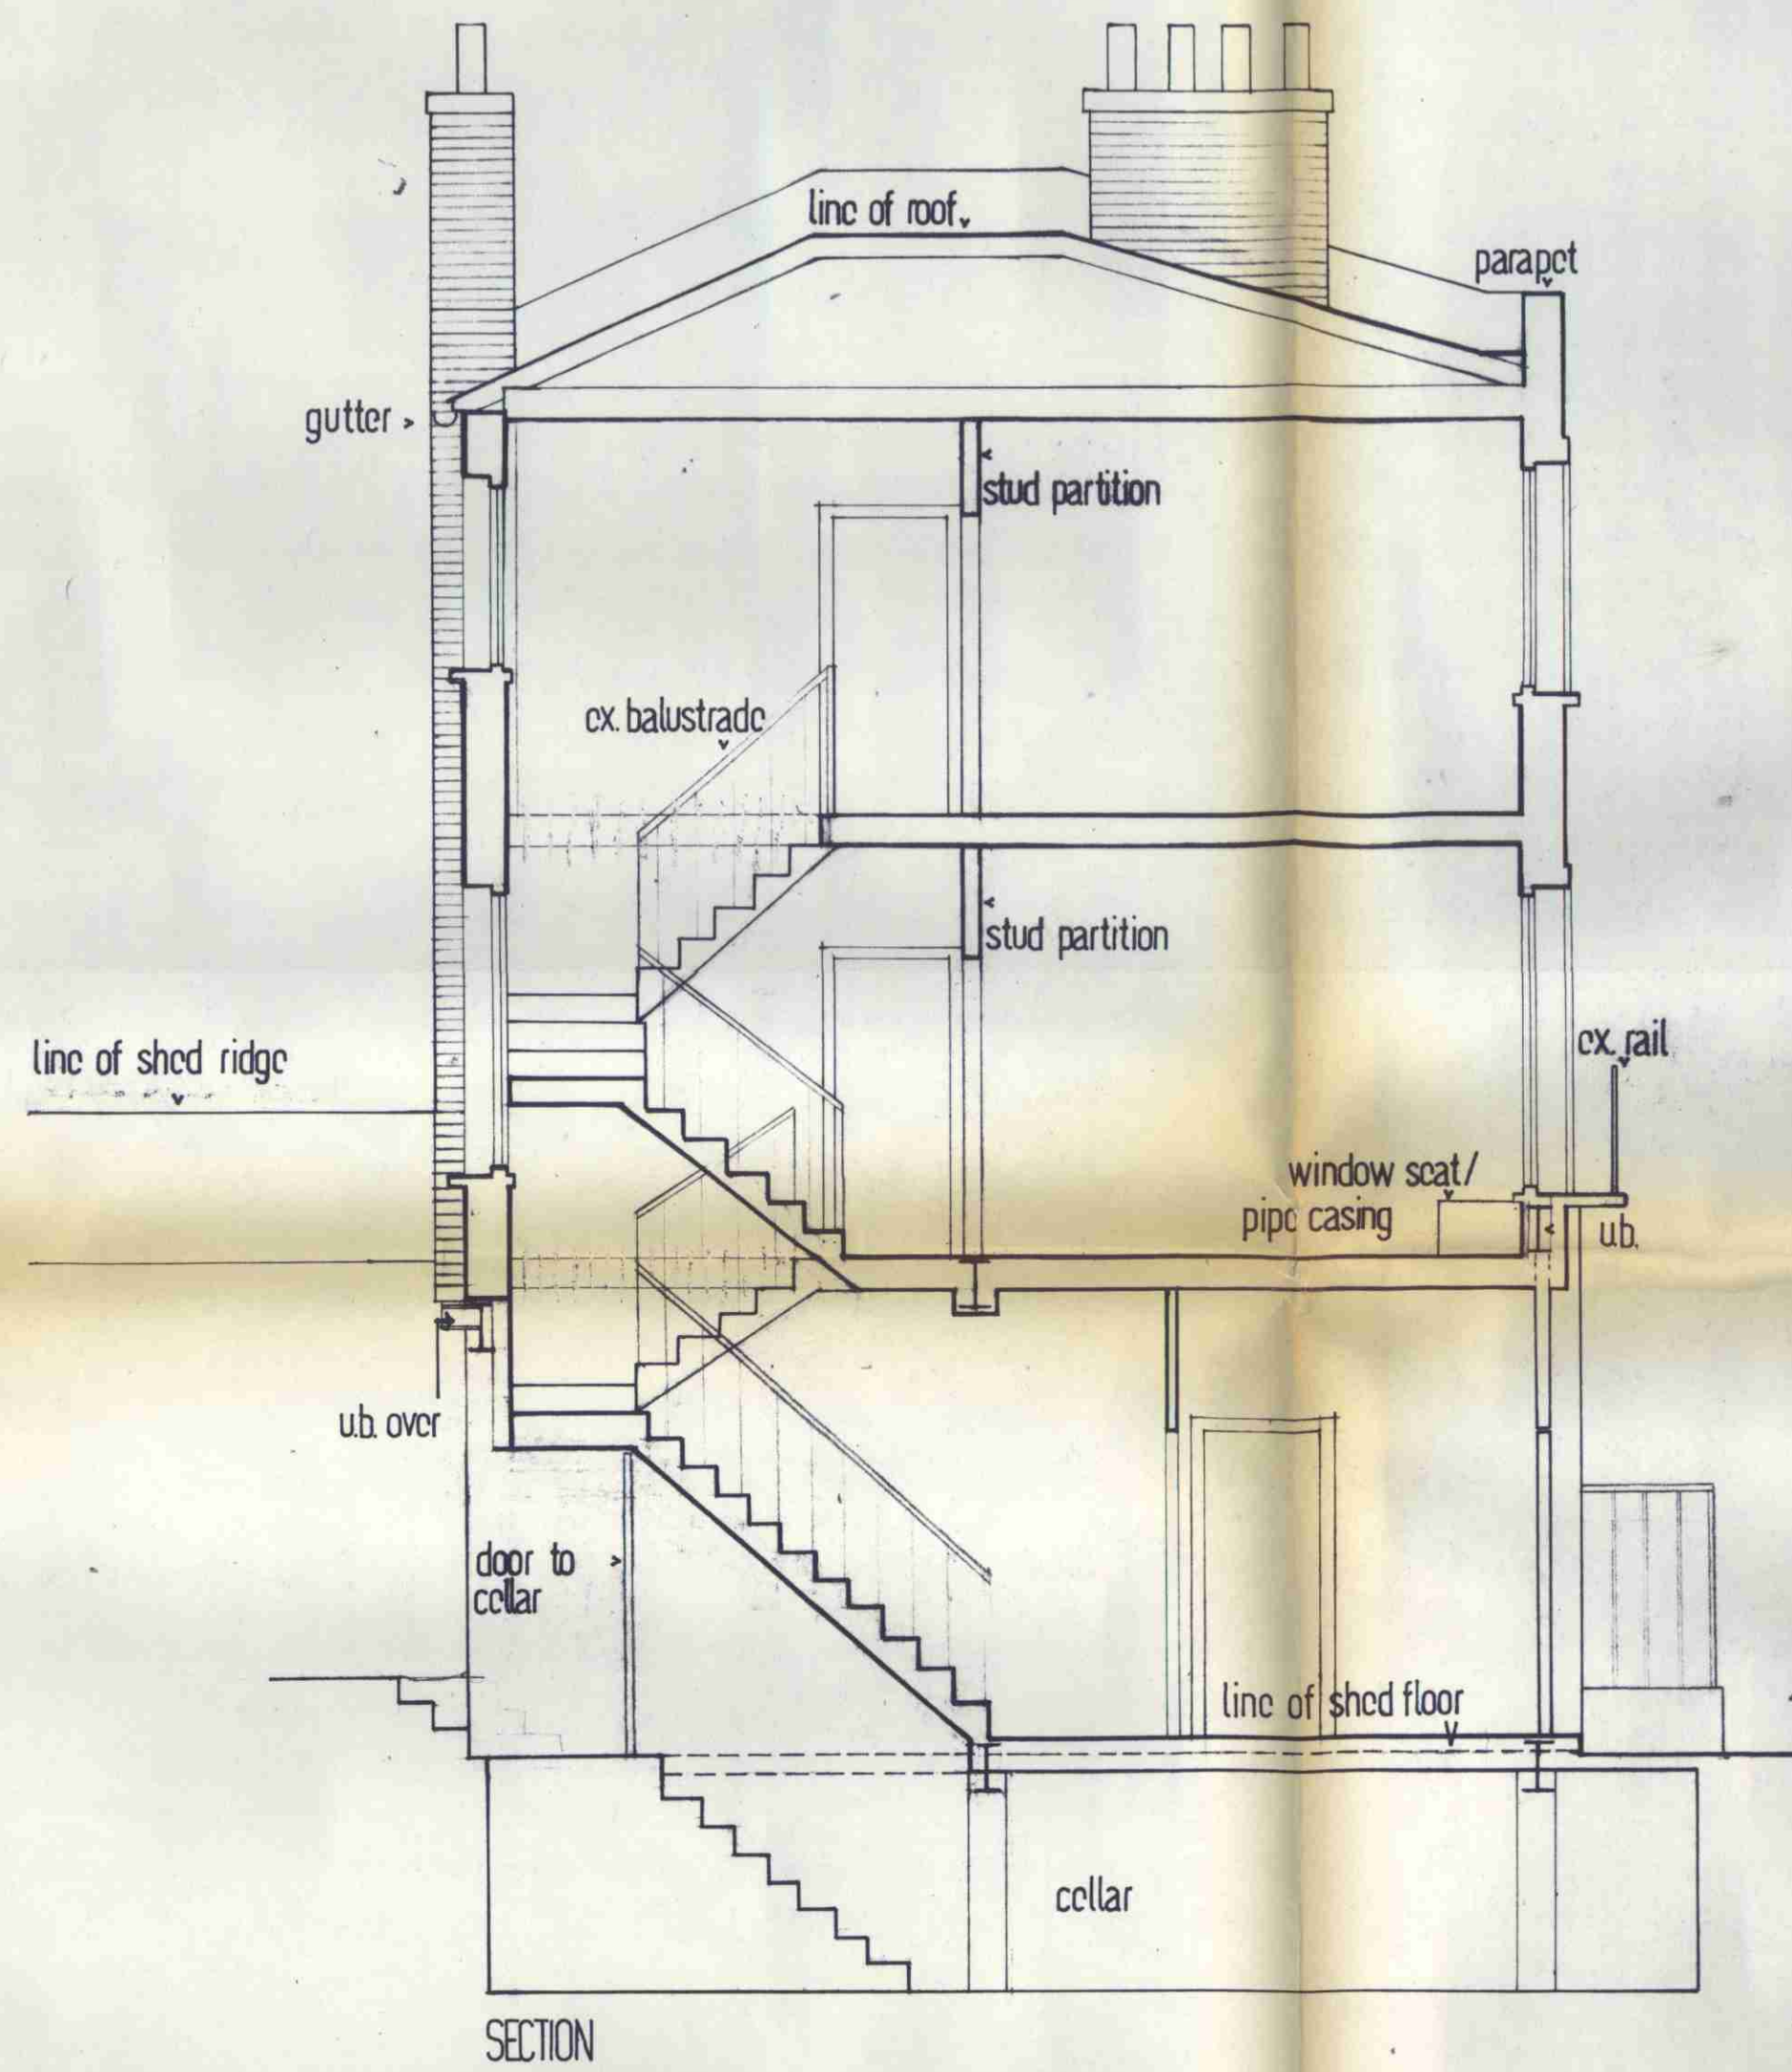 line of roof
parapet
gutter
stud partition
ex. balustrade
stud partition
line of shed ridge
ex. rail
window seat/
pipe casing
u.b.
u.b. over
door to
cellar
line of shed floor
cellar
SECTION